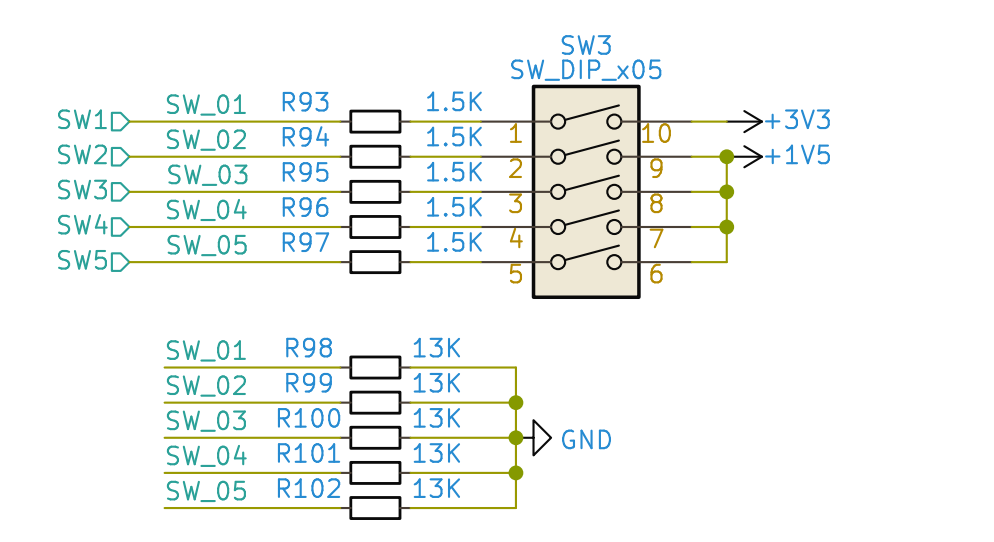 SW3
SW_DIP_x05
SW1 SW_01 R93 1.5K 1 10 +3V3
SW2 SW_02 R94 1.5K 2 9 +1V5
SW3 SW_03 R95 1.5K 3 8
SW4 SW_04 R96 1.5K 4 7
SW5 SW_05 R97 1.5K 5 6
SW_01 R98 13K
SW_02 R99 13K
SW_03 R100 13K GND
SW_04 R101 13K
SW_05 R102 13K